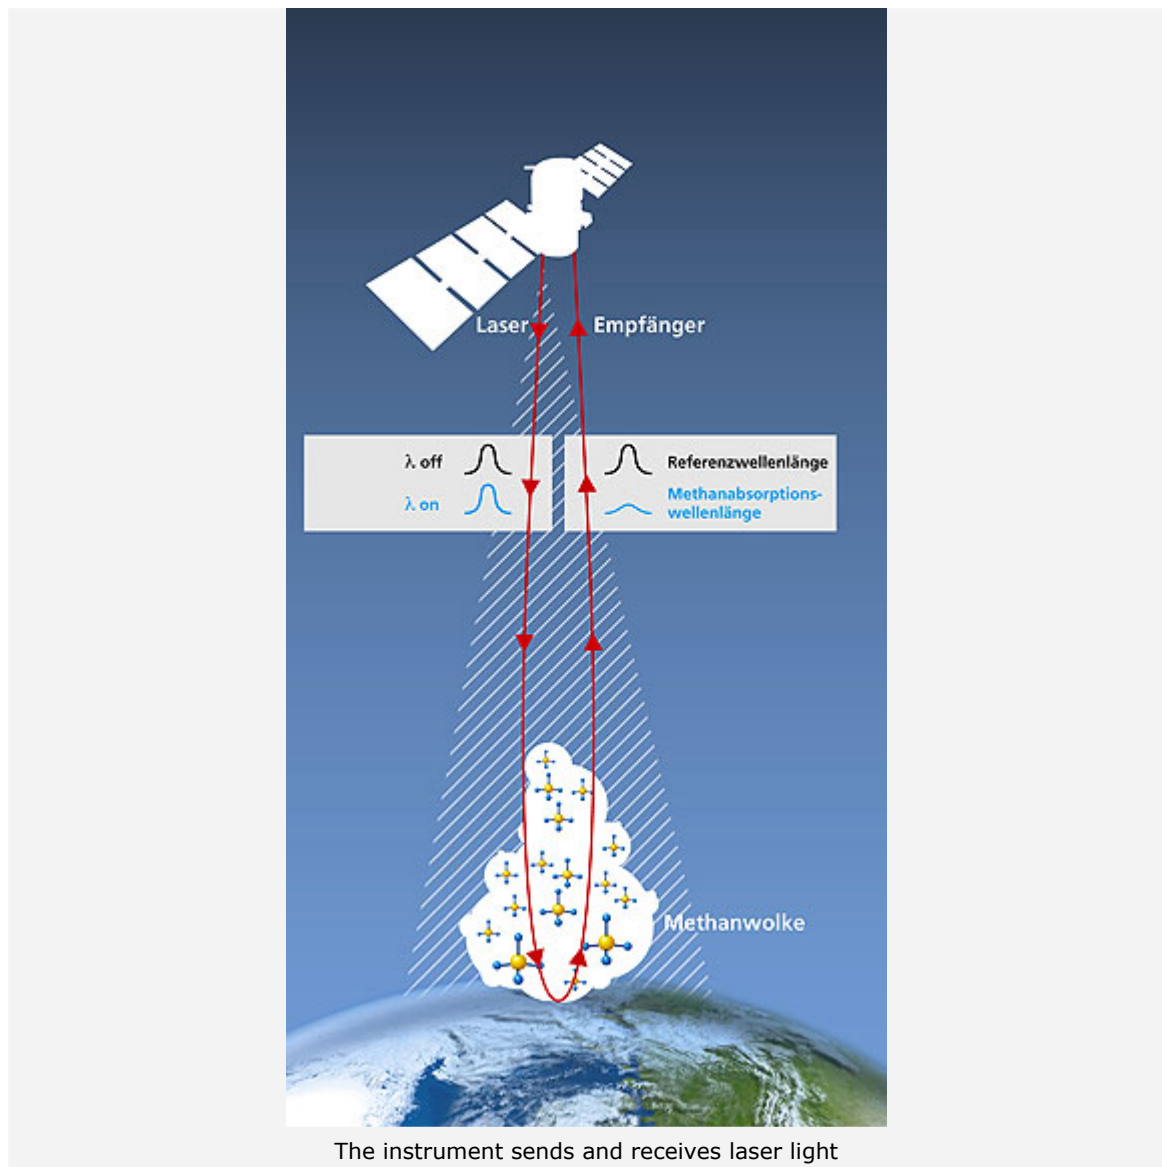 Laser
Empfänger
λ off
λ on
Referenzwellenlänge
Methanabsorptions-
wellenlänge
Methanwolke
The instrument sends and receives laser light